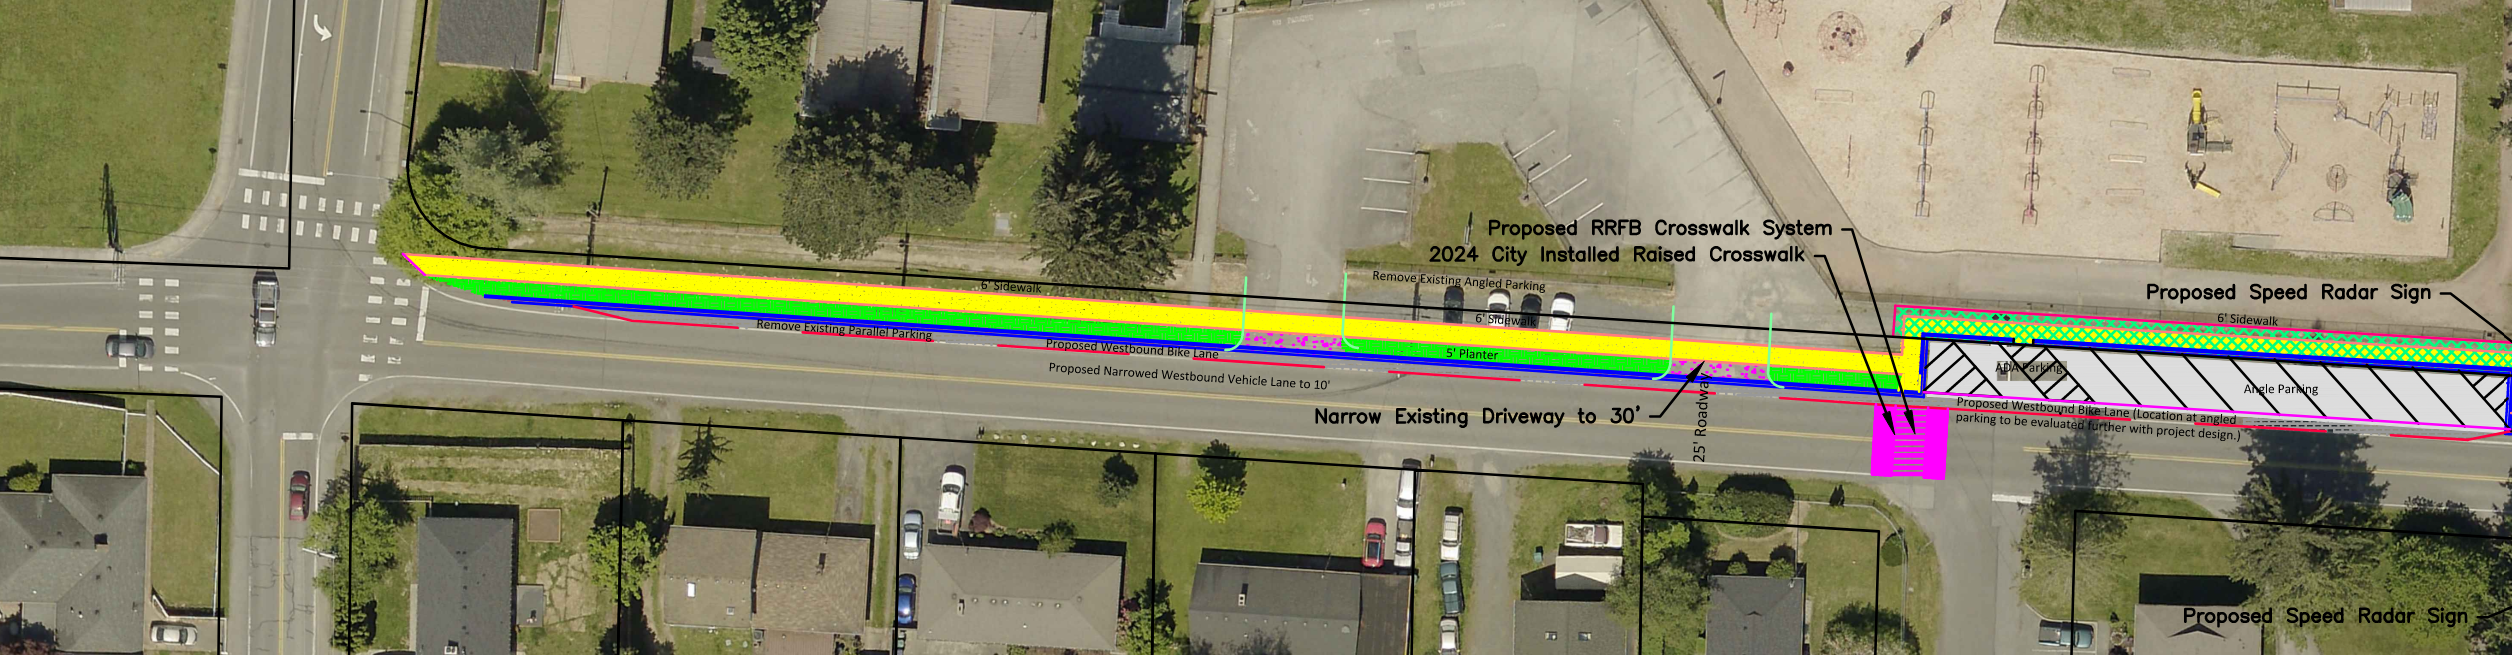 Proposed RRFB Crosswalk System
2024 City Installed Raised Crosswalk
Remove Existing Angled Parking
6' Sidewalk
Proposed Speed Radar Sign
6' Sidewalk
6' Sidewalk
Remove Existing Parallel Parking
Proposed Westbound Bike Lane
5' Planter
Proposed Narrowed Westbound Vehicle Lane to 10'
ADA Parking
Angle Parking
Narrow Existing Driveway to 30'
25' Roadway
Proposed Westbound Bike Lane (Location at angled
parking to be evaluated further with project design.)
Proposed Speed Radar Sign